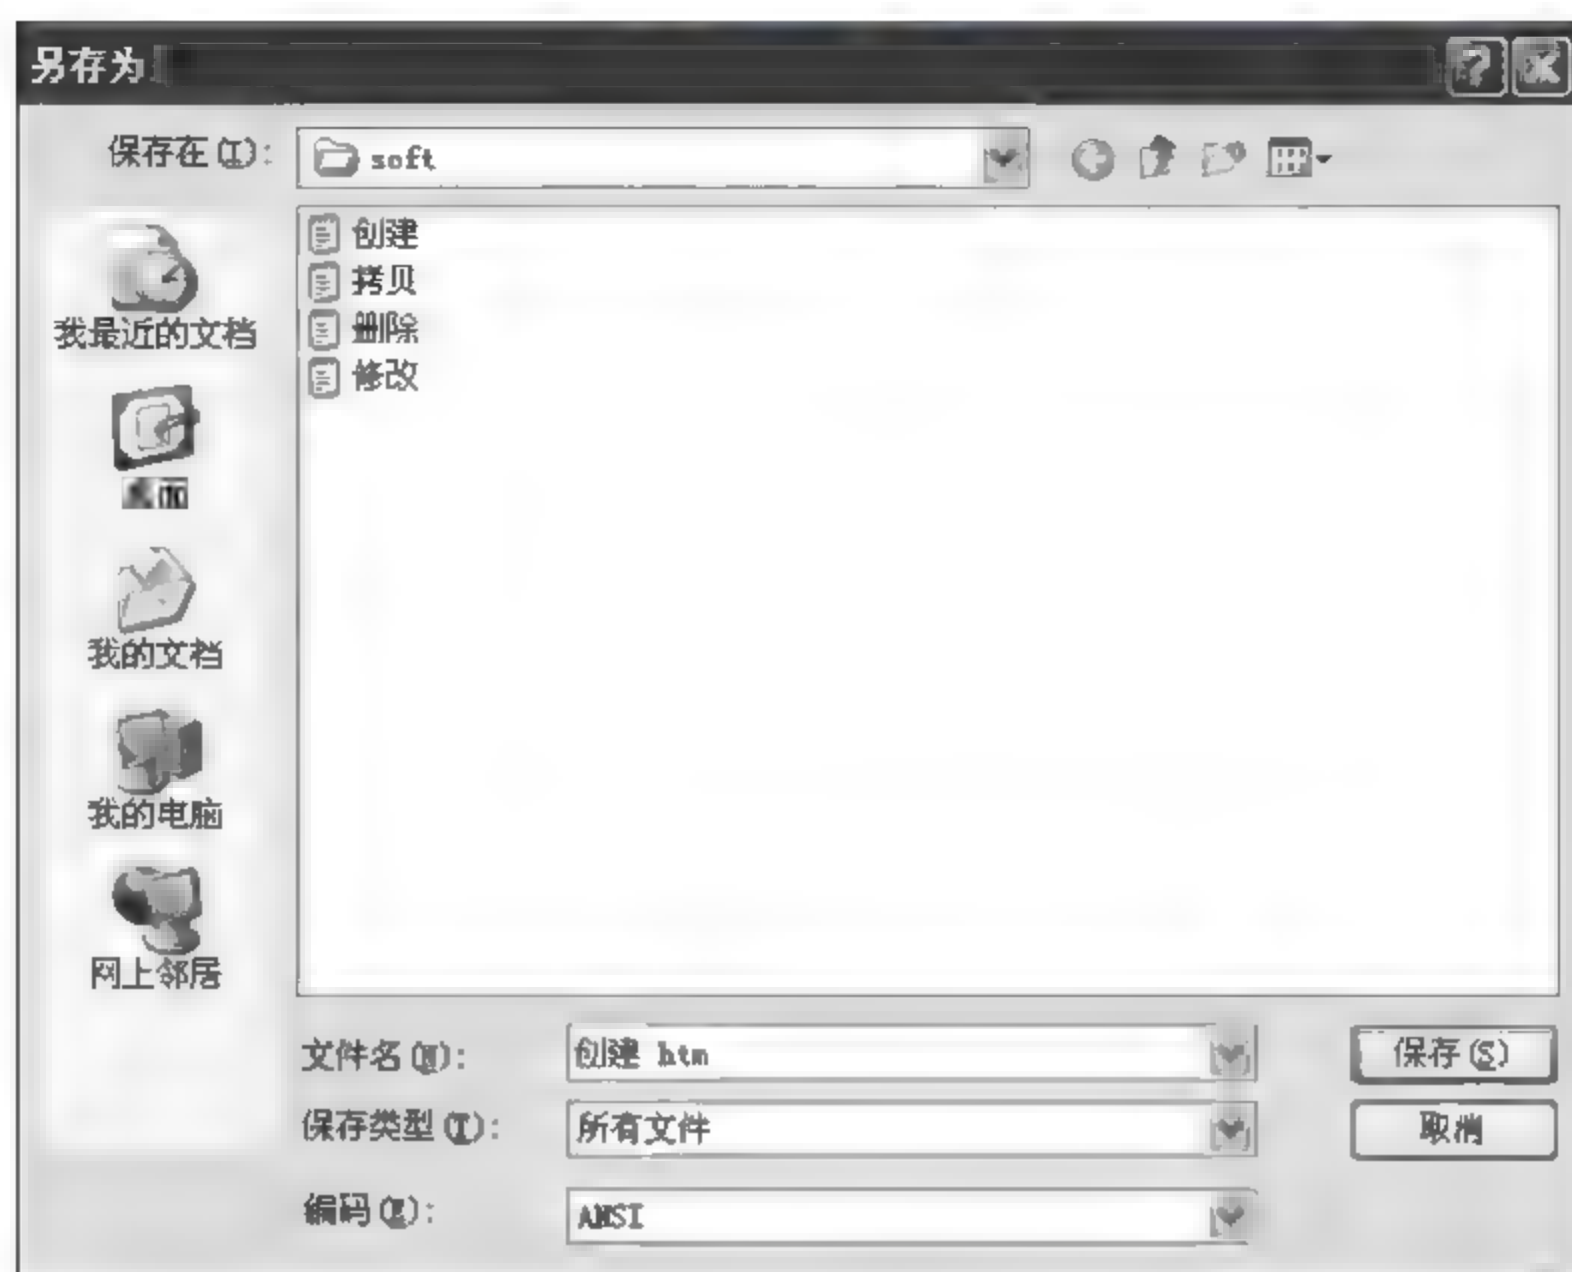 另存为
保存在(I):
soft
创建
拷贝
删除
修改
我最近的文档
桌面
我的文档
我的电脑
网上邻居
文件名(N):
创建 htm
保存(S)
保存类型(T):
所有文件
取消
编码(E):
ANSI